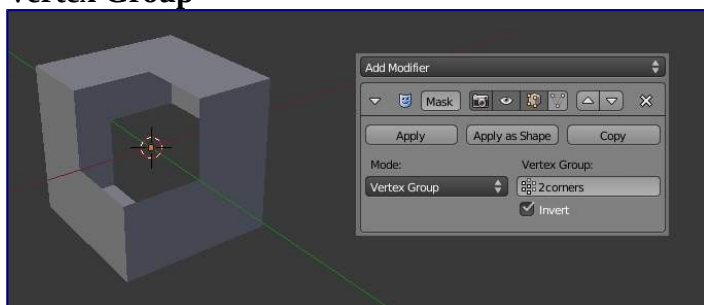 Vertex Group
Add Modifier
Mask
Apply
Apply as Shape
Copy
Mode:
Vertex Group:
Vertex Group
2corners
Invert